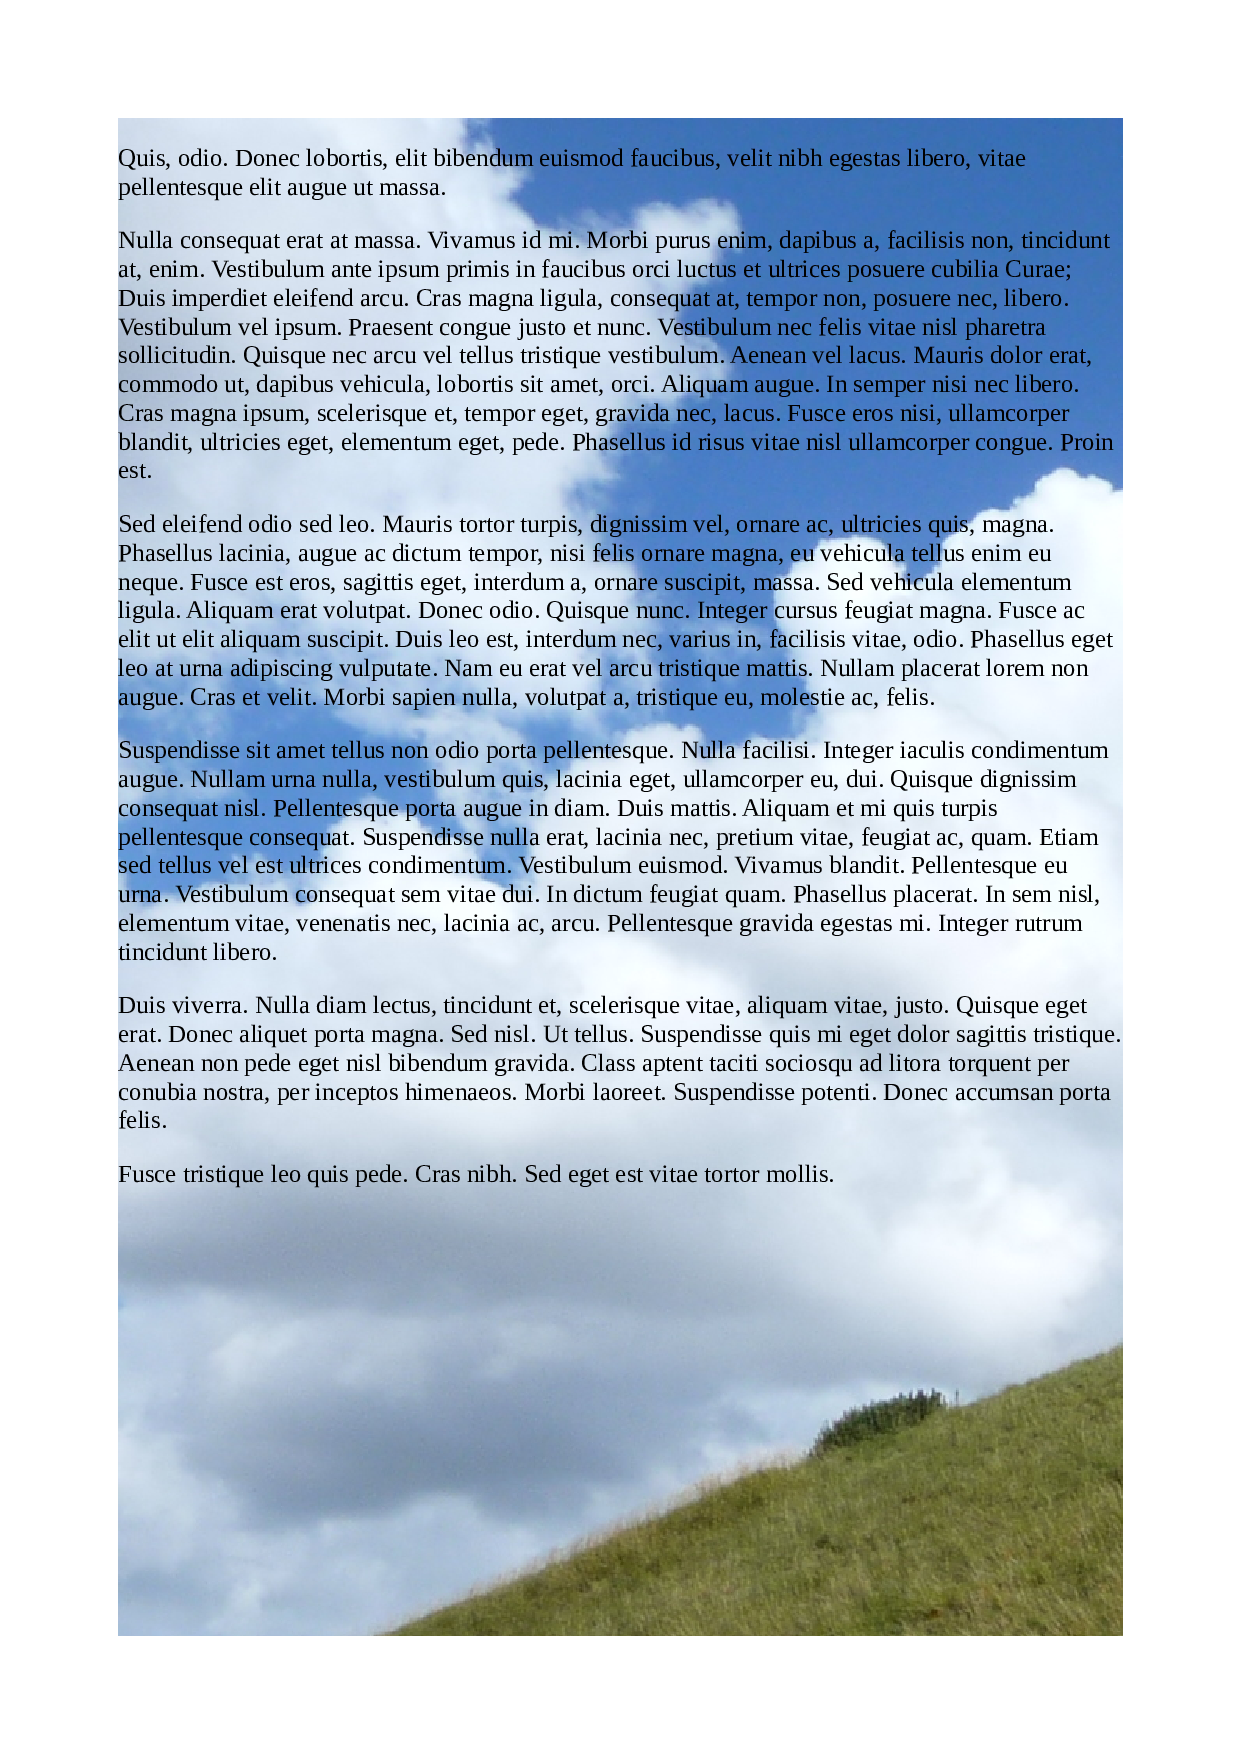 Quis, odio. Donec lobortis, elit bibendum euismod faucibus, velit nibh egestas libero, vitae
pellentesque elit augue ut massa.
Nulla consequat erat at massa. Vivamus id mi. Morbi purus enim, dapibus a, facilisis non, tincidunt
at, enim. Vestibulum ante ipsum primis in faucibus orci luctus et ultrices posuere cubilia Curae;
Duis imperdiet eleifend arcu. Cras magna ligula, consequat at, tempor non, posuere nec, libero.
Vestibulum vel ipsum. Praesent congue justo et nunc. Vestibulum nec felis vitae nisl pharetra
sollicitudin. Quisque nec arcu vel tellus tristique vestibulum. Aenean vel lacus. Mauris dolor erat,
commodo ut, dapibus vehicula, lobortis sit amet, orci. Aliquam augue. In semper nisi nec libero.
Cras magna ipsum, scelerisque et, tempor eget, gravida nec, lacus. Fusce eros nisi, ullamcorper
blandit, ultricies eget, elementum eget, pede. Phasellus id risus vitae nisl ullamcorper congue. Proin
est.
Sed eleifend odio sed leo. Mauris tortor turpis, dignissim vel, ornare ac, ultricies quis, magna.
Phasellus lacinia, augue ac dictum tempor, nisi felis ornare magna, eu vehicula tellus enim eu
neque. Fusce est eros, sagittis eget, interdum a, ornare suscipit, massa. Sed vehicula elementum
ligula. Aliquam erat volutpat. Donec odio. Quisque nunc. Integer cursus feugiat magna. Fusce ac
elit ut elit aliquam suscipit. Duis leo est, interdum nec, varius in, facilisis vitae, odio. Phasellus eget
leo at urna adipiscing vulputate. Nam eu erat vel arcu tristique mattis. Nullam placerat lorem non
augue. Cras et velit. Morbi sapien nulla, volutpat a, tristique eu, molestie ac, felis.
Suspendisse sit amet tellus non odio porta pellentesque. Nulla facilisi. Integer iaculis condimentum
augue. Nullam urna nulla, vestibulum quis, lacinia eget, ullamcorper eu, dui. Quisque dignissim
consequat nisl. Pellentesque porta augue in diam. Duis mattis. Aliquam et mi quis turpis
pellentesque consequat. Suspendisse nulla erat, lacinia nec, pretium vitae, feugiat ac, quam. Etiam
sed tellus vel est ultrices condimentum. Vestibulum euismod. Vivamus blandit. Pellentesque eu
urna. Vestibulum consequat sem vitae dui. In dictum feugiat quam. Phasellus placerat. In sem nisl,
elementum vitae, venenatis nec, lacinia ac, arcu. Pellentesque gravida egestas mi. Integer rutrum
tincidunt libero.
Duis viverra. Nulla diam lectus, tincidunt et, scelerisque vitae, aliquam vitae, justo. Quisque eget
erat. Donec aliquet porta magna. Sed nisl. Ut tellus. Suspendisse quis mi eget dolor sagittis tristique.
Aenean non pede eget nisl bibendum gravida. Class aptent taciti sociosqu ad litora torquent per
conubia nostra, per inceptos himenaeos. Morbi laoreet. Suspendisse potenti. Donec accumsan porta
felis.
Fusce tristique leo quis pede. Cras nibh. Sed eget est vitae tortor mollis.